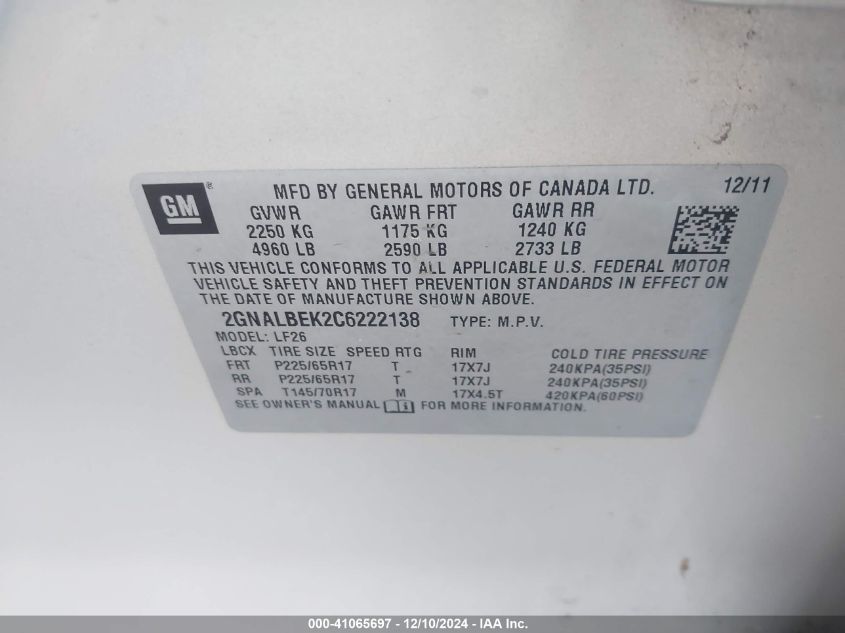 GM® MFD BY GENERAL MOTORS OF CANADA LTD. 12/11
GVWR GAWR FRT GAWR RR
2250 KG 1175 KG 1240 KG
4960 LB 2590 LB 2733 LB
THIS VEHICLE CONFORMS TO ALL APPLICABLE U.S. FEDERAL MOTOR
VEHICLE SAFETY AND THEFT PREVENTION STANDARDS IN EFFECT ON
THE DATE OF MANUFACTURE SHOWN ABOVE.
2GNALBEK2C6222138 TYPE: M.P.V.
MODEL: LF26
LBCX TIRE SIZE SPEED RTG RIM COLD TIRE PRESSURE
FRT P225/65R17 T 17X7J 240KPA(35PSI)
RR P225/65R17 T 17X7J 240KPA(35PSI)
SPA T145/70R17 M 17X4.5T 420KPA(60PSI)
SEE OWNER'S MANUAL FOR MORE INFORMATION.
000-41065697 - 12/10/2024 - IAA Inc.